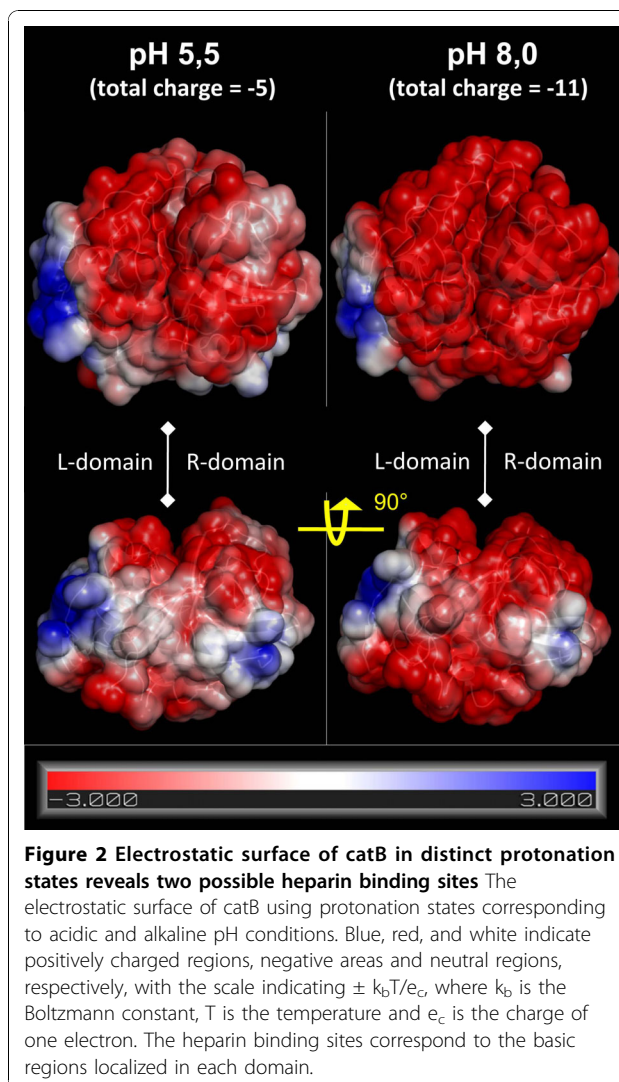 pH 5,5
(total charge = -5)
pH 8,0
(total charge = -11)
L-domain R-domain
L-domain R-domain
90°
-3.000 3.000
Figure 2 Electrostatic surface of catB in distinct protonation
states reveals two possible heparin binding sites The
electrostatic surface of catB using protonation states corresponding
to acidic and alkaline pH conditions. Blue, red, and white indicate
positively charged regions, negative areas and neutral regions,
respectively, with the scale indicating ± kbT/ec, where kb is the
Boltzmann constant, T is the temperature and ec is the charge of
one electron. The heparin binding sites correspond to the basic
regions localized in each domain.